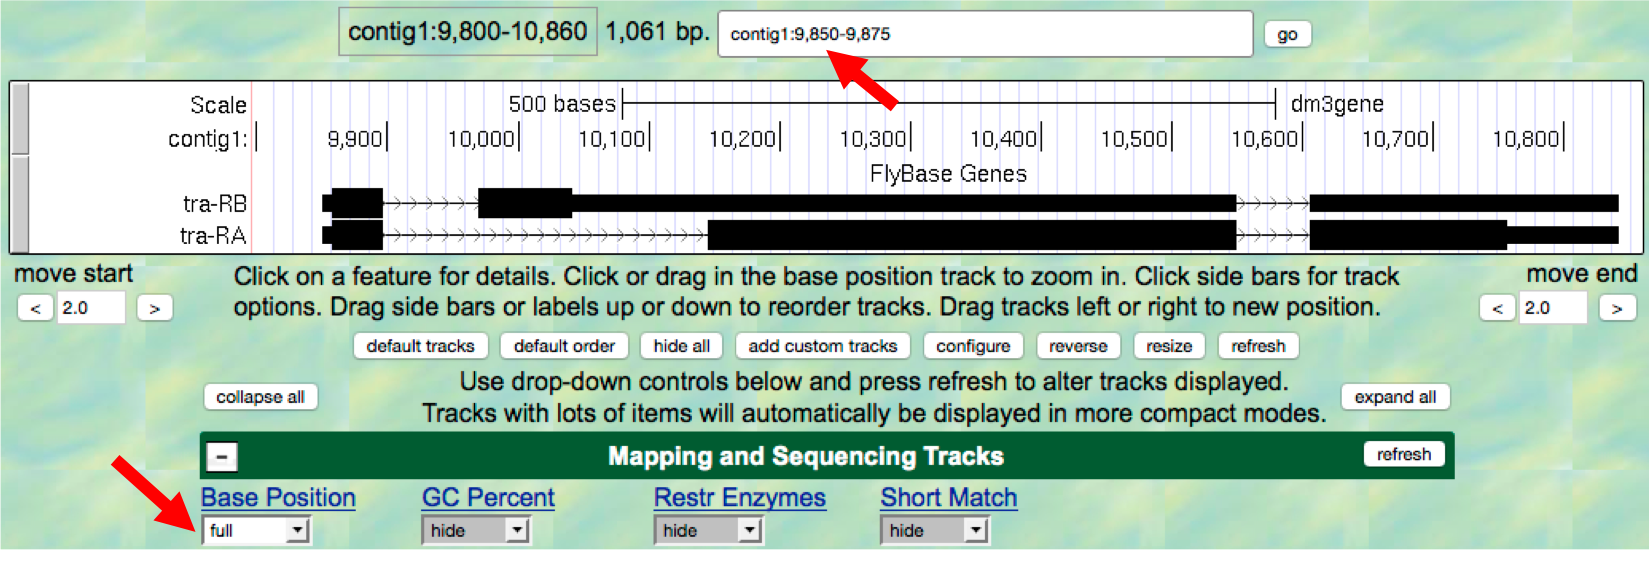 contig1:9,800-10,860 1,061 bp. contig1:9,850-9,875 go
Scale 500 bases dm3gene
contig1: 9,900 10,000 10,100 10,200 10,300 10,400 10,500 10,600 10,700 10,800
FlyBase Genes
tra-RB
tra-RA
move start
< 2.0 >
Click on a feature for details. Click or drag in the base position track to zoom in. Click side bars for track
options. Drag side bars or labels up or down to reorder tracks. Drag tracks left or right to new position.
move end
< 2.0 >
default tracks default order hide all add custom tracks configure reverse resize refresh
collapse all
Use drop-down controls below and press refresh to alter tracks displayed.
Tracks with lots of items will automatically be displayed in more compact modes.
expand all
- Mapping and Sequencing Tracks refresh
Base Position GC Percent Restr Enzymes Short Match
full hide hide hide